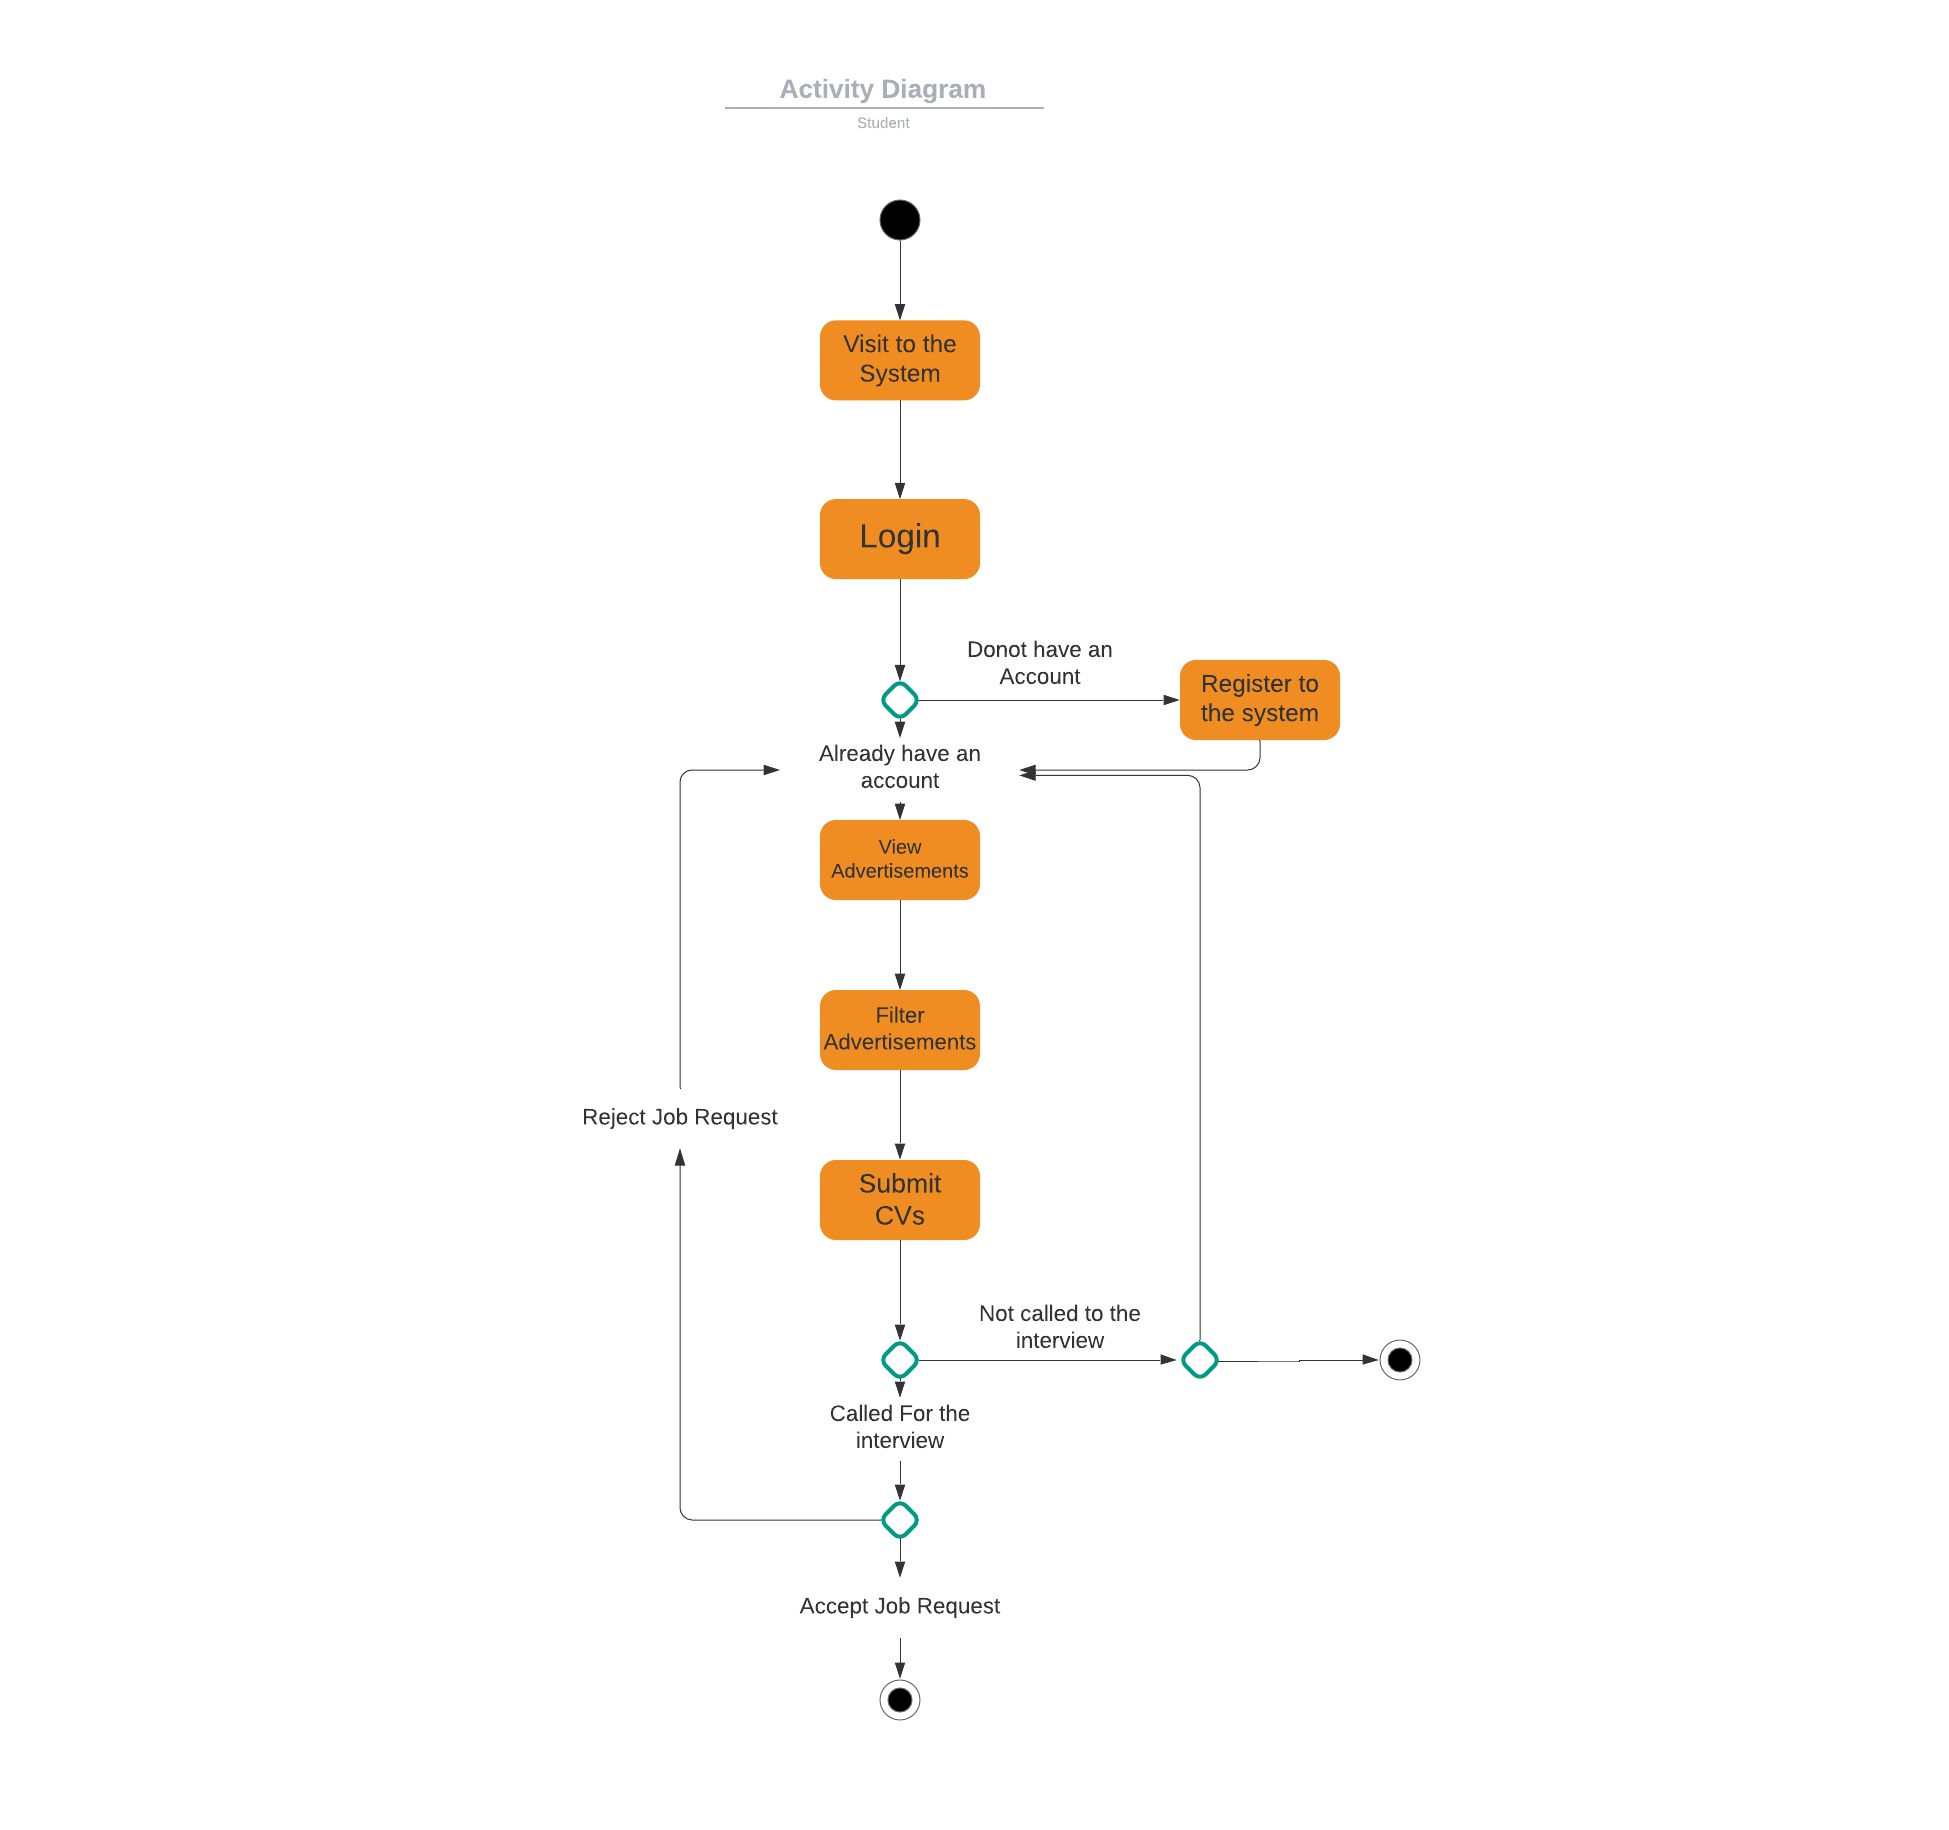 Activity Diagram
Student
Visit to the
System
Login
Donot have an
Account
Register to
the system
Already have an
account
View
Advertisements
Filter
Advertisements
Reject Job Request
Submit
CVs
Not called to the
interview
Called For the
interview
Accept Job Request